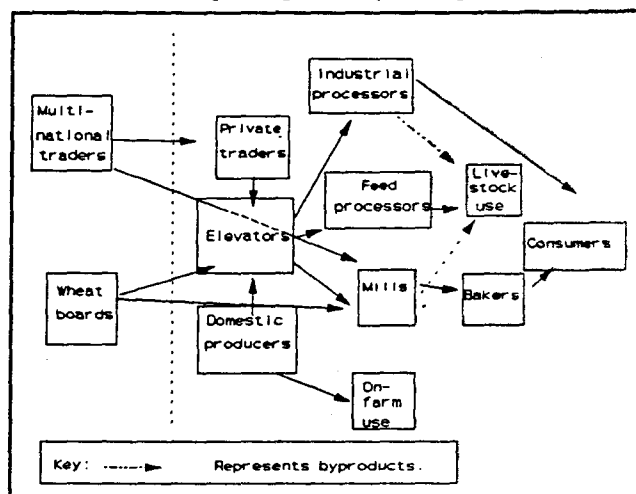 Industrial
processors
Multi-
national
traders
Private
traders
Feed
processors
Live-
stock
use
Elevators
Consumers
Wheat
boards
Mills
Bakers
Domestic
producers
On-
farm
use
Key: Represents byproducts.